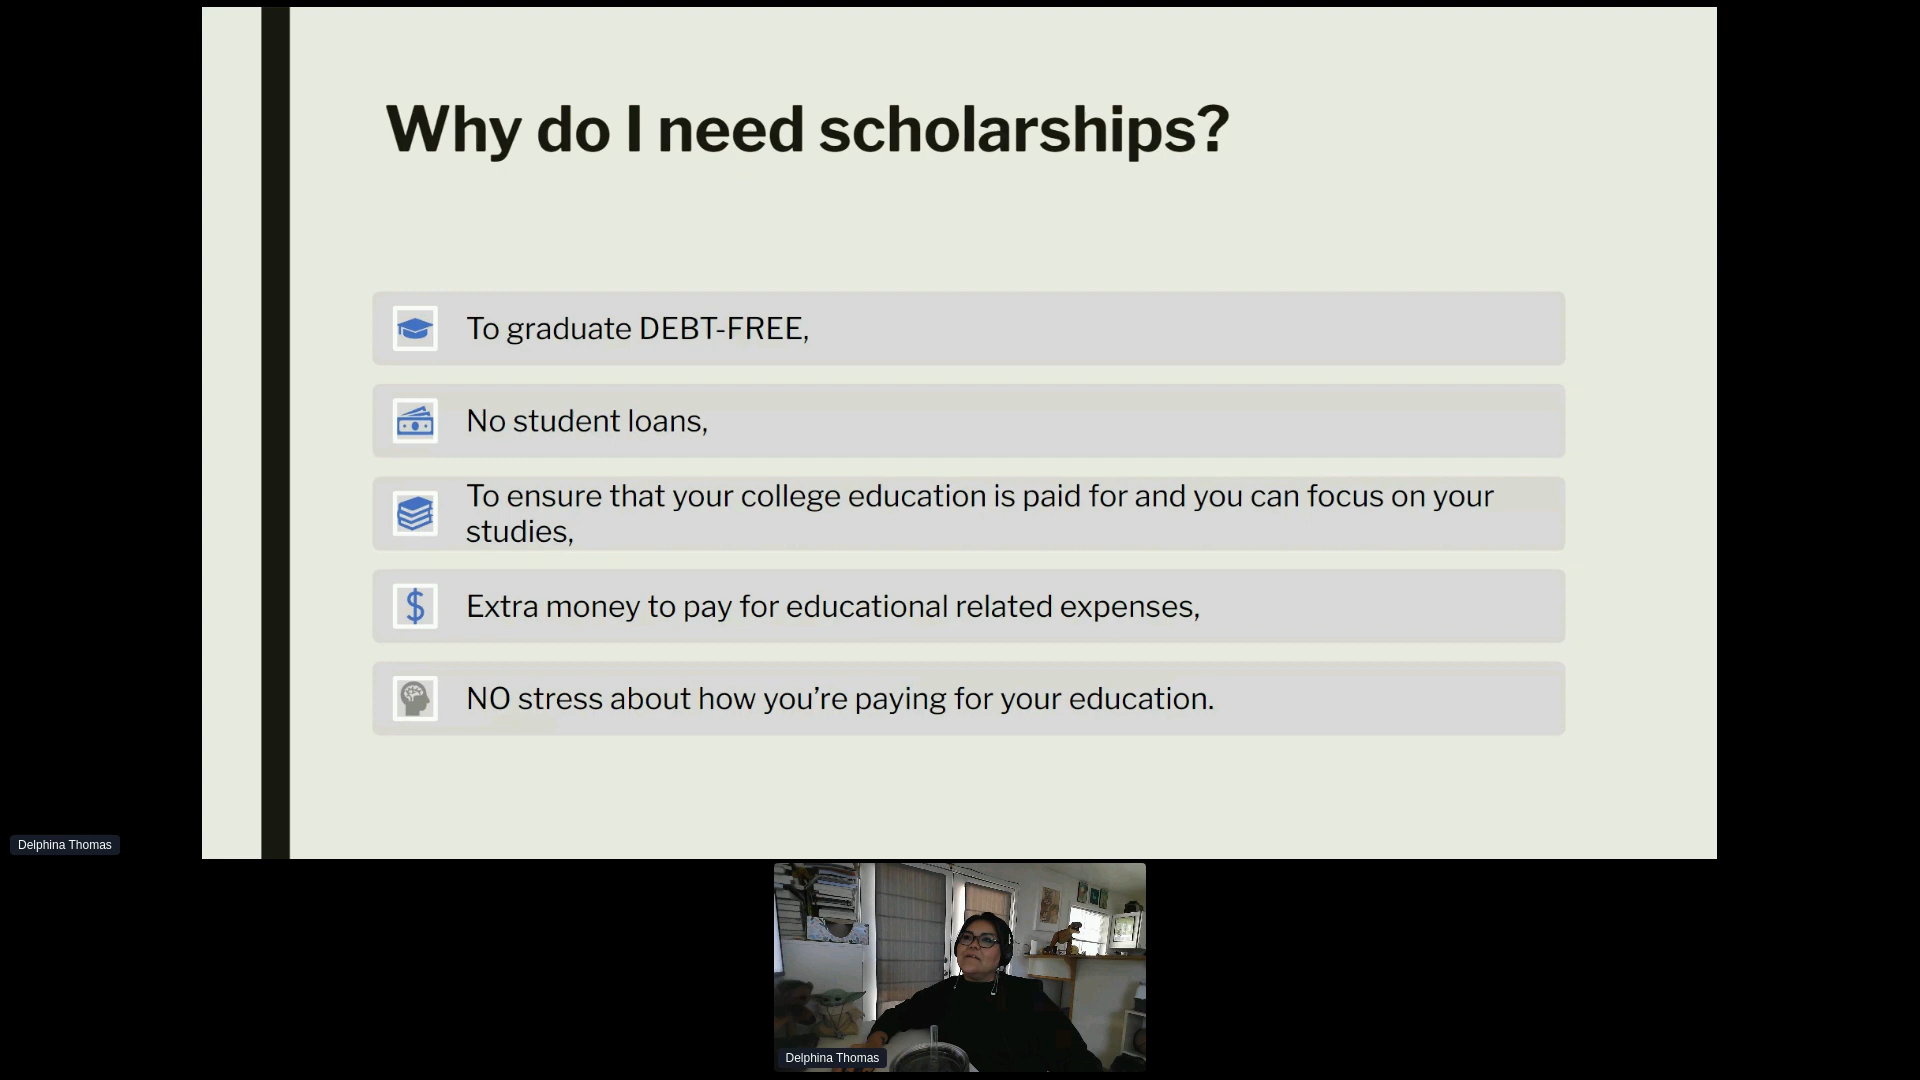 Why do I need scholarships?
To graduate DEBT-FREE,
No student loans,
To ensure that your college education is paid for and you can focus on your
studies,
Extra money to pay for educational related expenses,
NO stress about how you’re paying for your education.
Delphina Thomas
Delphina Thomas